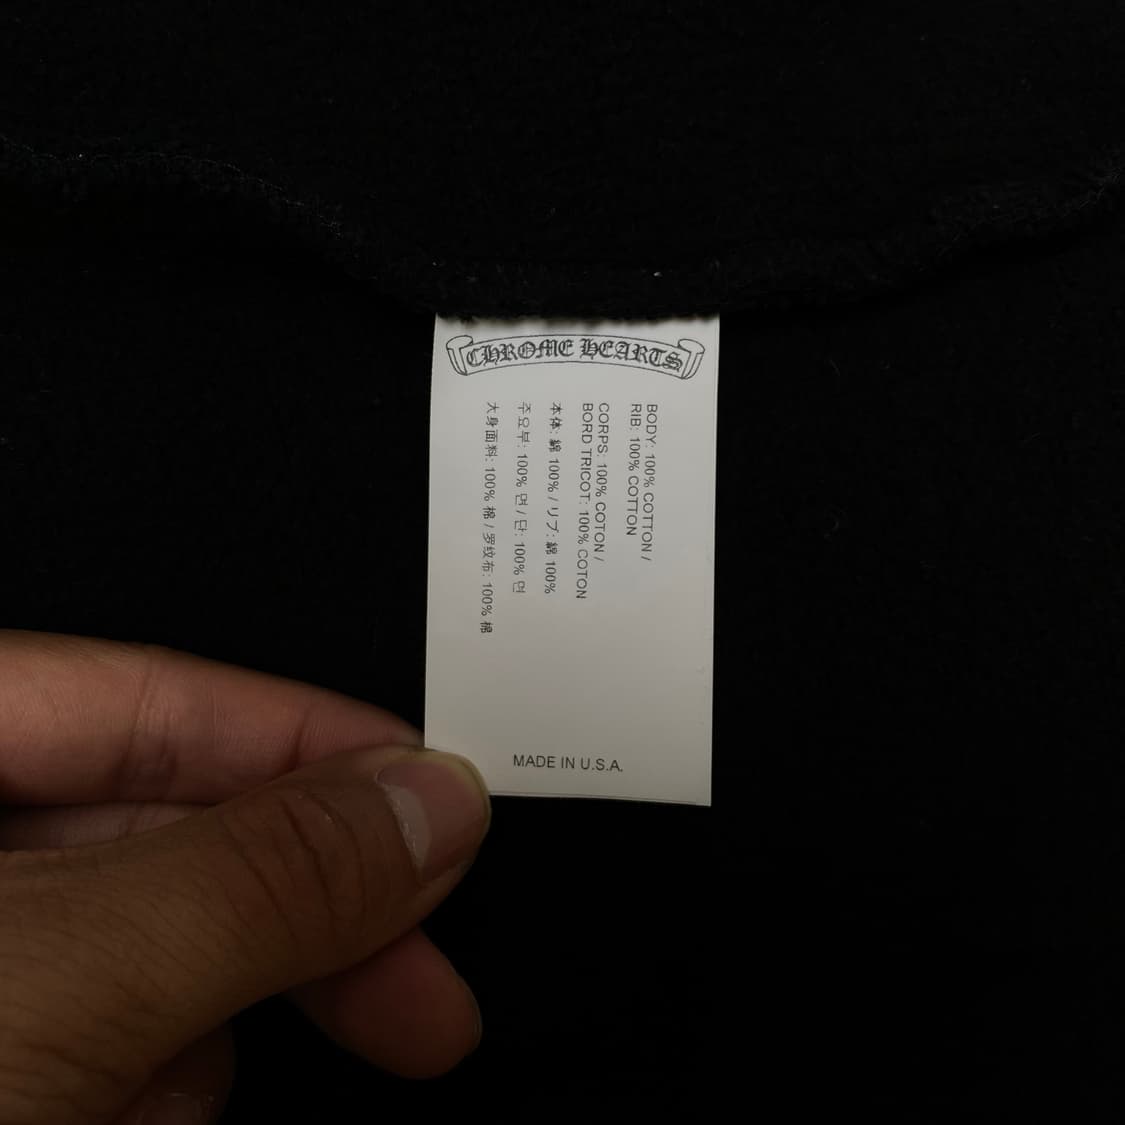 CHROME HEARTS
BODY: 100% COTTON /
RIB: 100% COTTON
CORPS: 100% COTON /
BORD TRICOT: 100% COTON
本体: 綿 100% / リブ: 綿 100%
주요부: 100% 면 / 단: 100% 면
大身面料: 100% 棉 / 罗纹布: 100% 棉
MADE IN U.S.A.